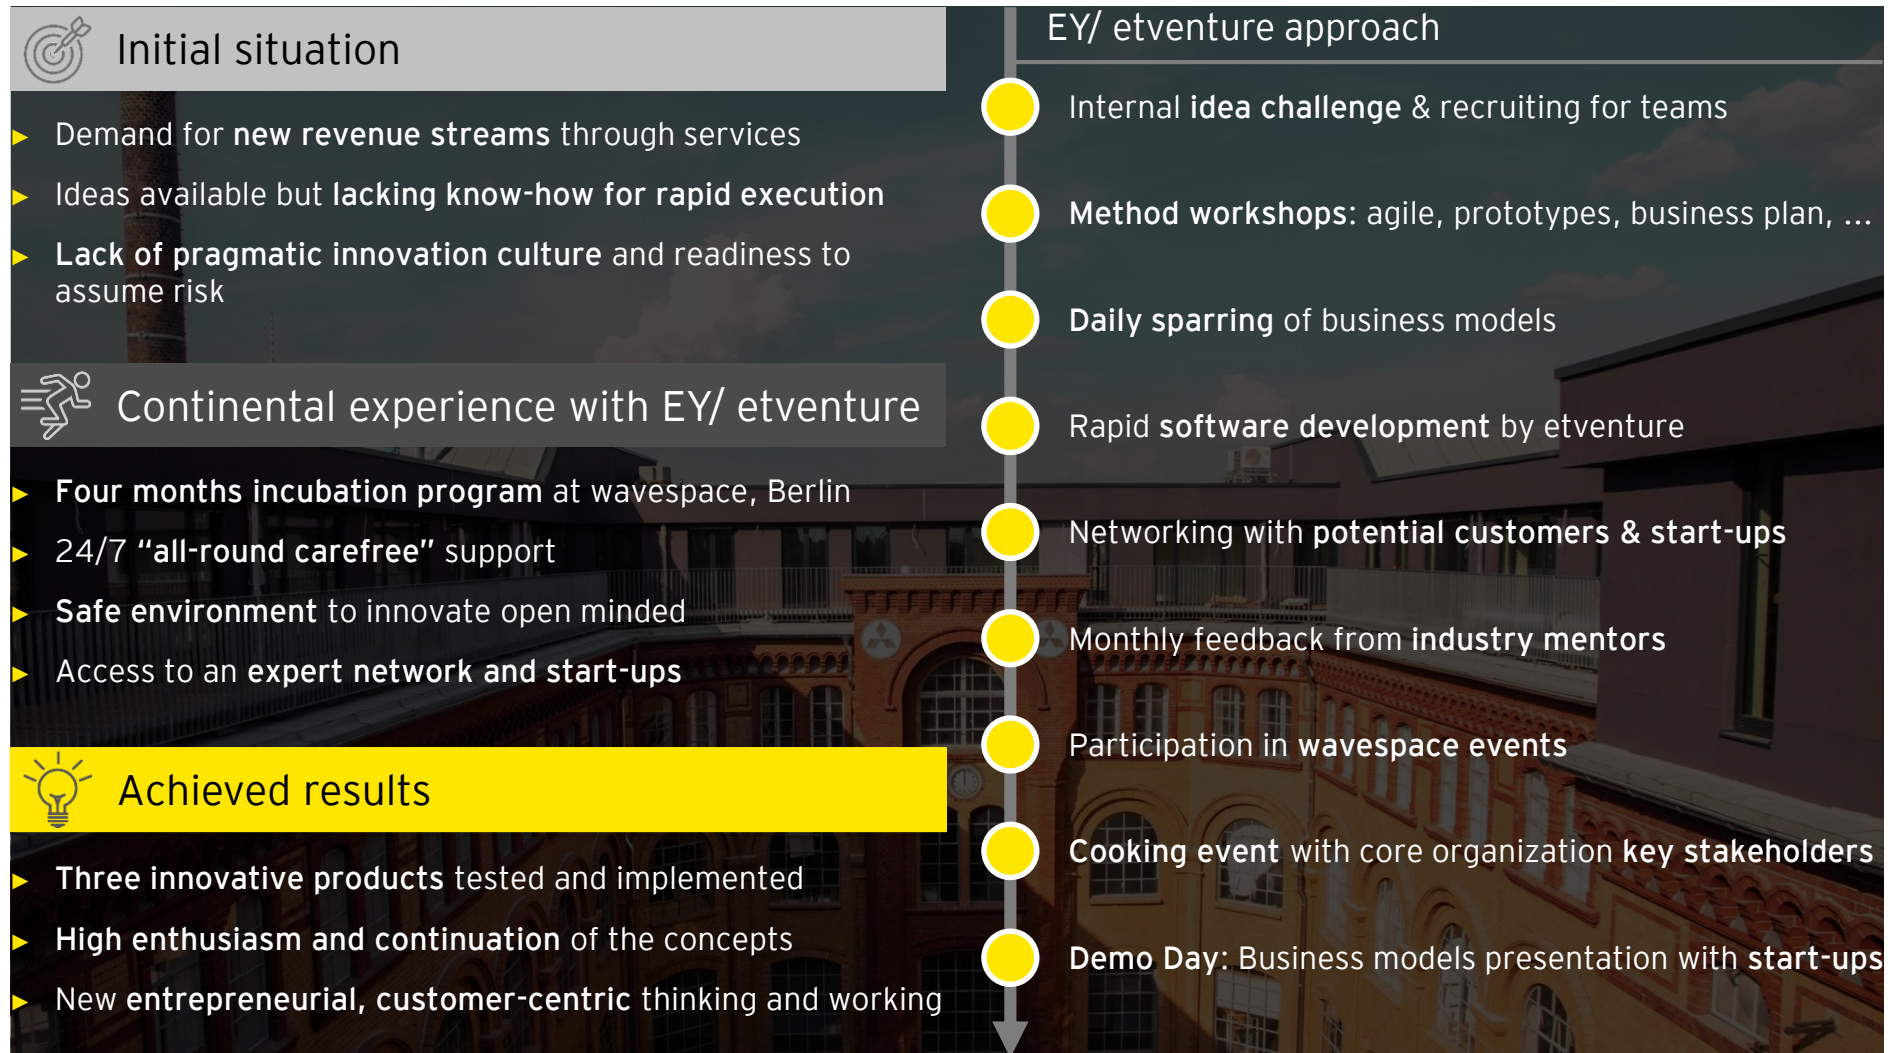 Initial situation
► Demand for new revenue streams through services
► Ideas available but lacking know-how for rapid execution
► Lack of pragmatic innovation culture and readiness to
assume risk
Continental experience with EY/ etventure
► Four months incubation program at wavespace, Berlin
► 24/7 “all-round carefree” support
► Safe environment to innovate open minded
► Access to an expert network and start-ups
Achieved results
► Three innovative products tested and implemented
► High enthusiasm and continuation of the concepts
► New entrepreneurial, customer-centric thinking and working
EY/ etventure approach
Internal idea challenge & recruiting for teams
Method workshops: agile, prototypes, business plan, ...
Daily sparring of business models
Rapid software development by etventure
Networking with potential customers & start-ups
Monthly feedback from industry mentors
Participation in wavespace events
Cooking event with core organization key stakeholders
Demo Day: Business models presentation with start-ups